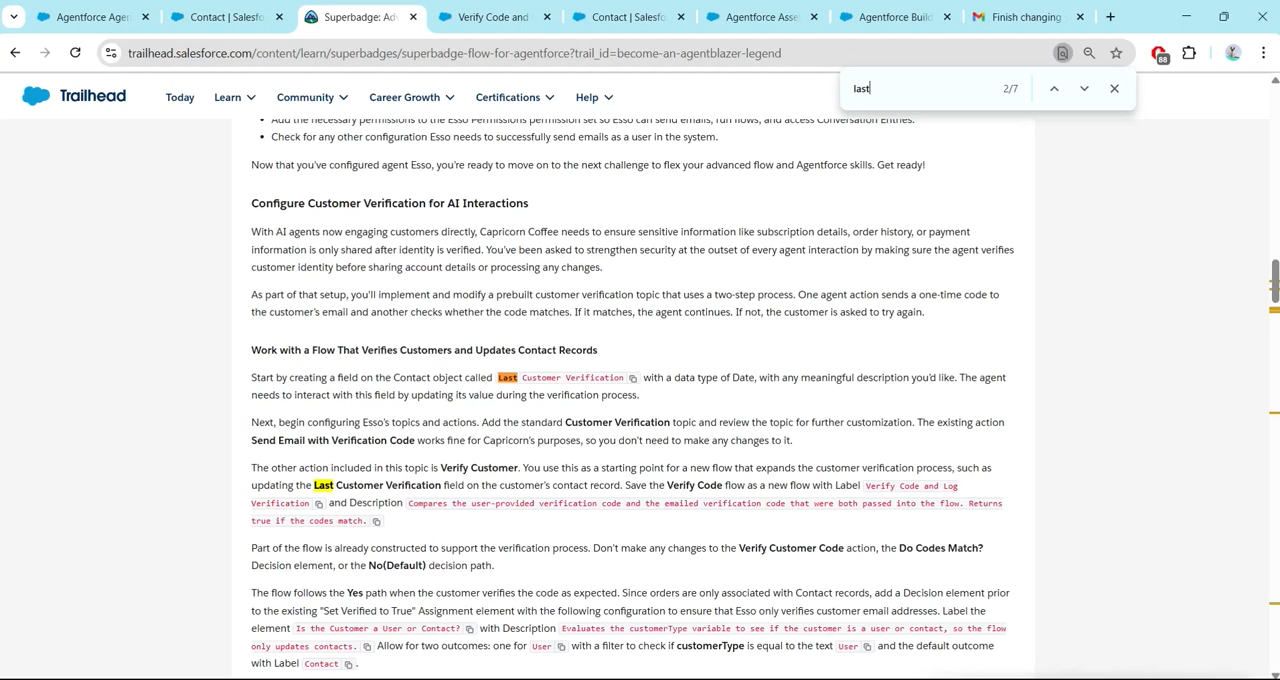 Agentforce Agen
Contact | Salesfo
Superbadge: Adv
Verify Code and
Contact | Salesfo
Agentforce Asse
Agentforce Build
Finish changing
trailhead.salesforce.com/content/learn/superbadges/superbadge-flow-for-agentforce?trail_id=become-an-agentblazer-legend
88
last
2/7
Trailhead
Today
Learn
Community
Career Growth
Certifications
Help
Add the necessary permissions to the Esso Permissions permission set so Esso can send emails, run flows, and access Conversation Entries.
• Check for any other configuration Esso needs to successfully send emails as a user in the system.
Now that you've configured agent Esso, you're ready to move on to the next challenge to flex your advanced flow and Agentforce skills. Get ready!
Configure Customer Verification for AI Interactions
With AI agents now engaging customers directly, Capricorn Coffee needs to ensure sensitive information like subscription details, order history, or payment
information is only shared after identity is verified. You've been asked to strengthen security at the outset of every agent interaction by making sure the agent verifies
customer identity before sharing account details or processing any changes.
As part of that setup, you'll implement and modify a prebuilt customer verification topic that uses a two-step process. One agent action sends a one-time code to
the customer's email and another checks whether the code matches. If it matches, the agent continues. If not, the customer is asked to try again.
Work with a Flow That Verifies Customers and Updates Contact Records
Start by creating a field on the Contact object called Last Customer Verification with a data type of Date, with any meaningful description you'd like. The agent
needs to interact with this field by updating its value during the verification process.
Next, begin configuring Esso's topics and actions. Add the standard Customer Verification topic and review the topic for further customization. The existing action
Send Email with Verification Code works fine for Capricorn's purposes, so you don't need to make any changes to it.
The other action included in this topic is Verify Customer. You use this as a starting point for a new flow that expands the customer verification process, such as
updating the Last Customer Verification field on the customer's contact record. Save the Verify Code flow as a new flow with Label Verify Code and Log
Verification and Description Compares the user-provided verification code and the emailed verification code that were both passed into the flow. Returns
true if the codes match.
Part of the flow is already constructed to support the verification process. Don't make any changes to the Verify Customer Code action, the Do Codes Match?
Decision element, or the No(Default) decision path.
The flow follows the Yes path when the customer verifies the code as expected. Since orders are only associated with Contact records, add a Decision element prior
to the existing "Set Verified to True" Assignment element with the following configuration to ensure that Esso only verifies customer email addresses. Label the
element Is the Customer a User or Contact? with Description Evaluates the customerType variable to see if the customer is a user or contact, so the flow
only updates contacts. Allow for two outcomes: one for User with a filter to check if customerType is equal to the text User and the default outcome
with Label Contact .